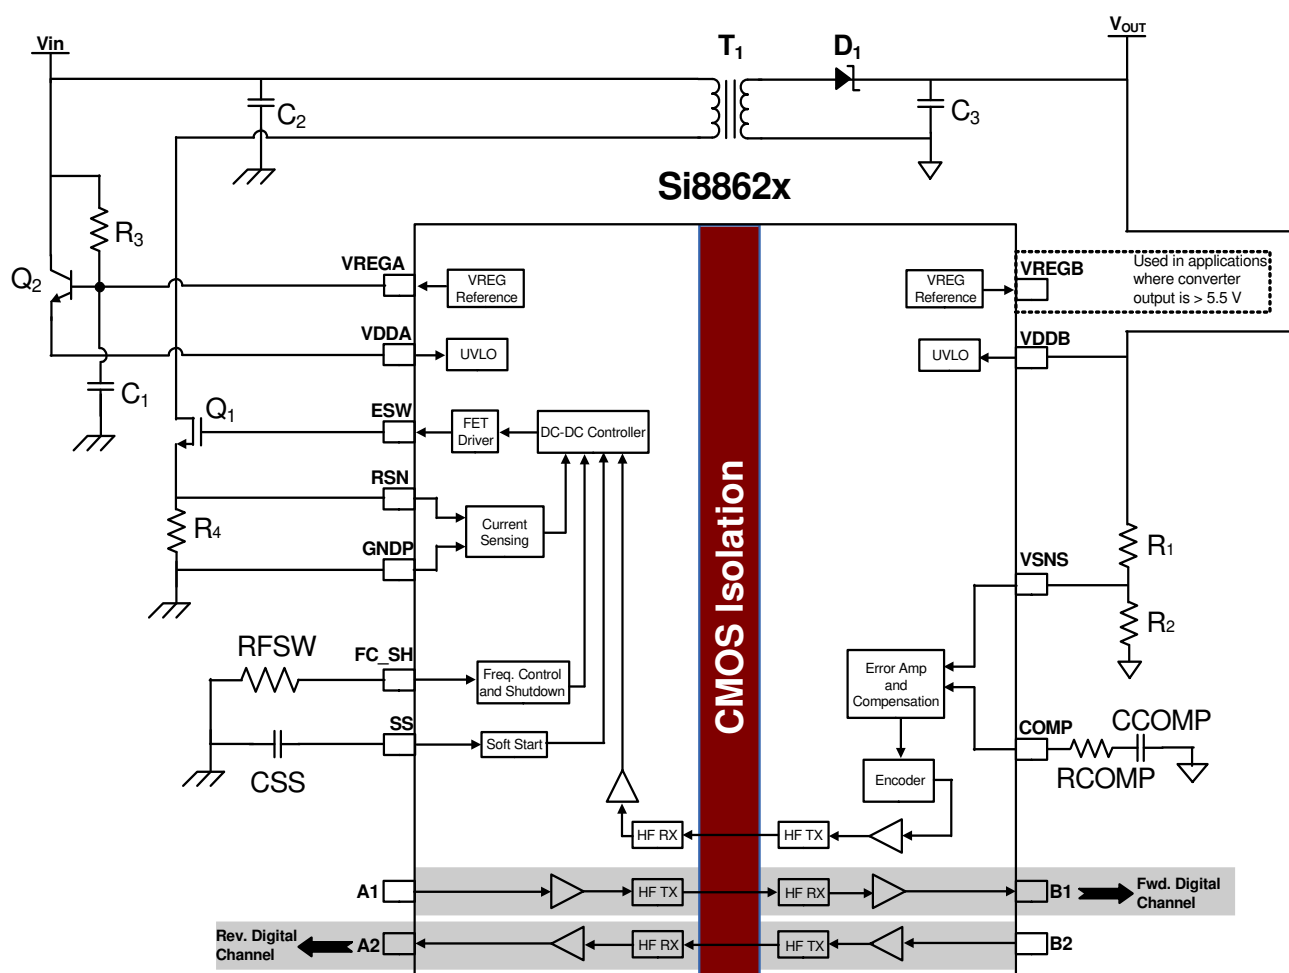 Vin
T1
D1
VOUT
C2
C3
Si8862x
R3
Q2
VREGA
VREG
Reference
VREG
Reference
VREGB
Used in applications
where converter
output is > 5.5 V
VDDA
UVLO
UVLO
VDDB
C1
Q1
ESW
FET
Driver
DC-DC Controller
RSN
R4
Current
Sensing
GNDP
CMOS Isolation
VSNS
R1
R2
RFSW
FC_SH
Freq. Control
and Shutdown
Error Amp
and
Compensation
SS
Soft Start
CSS
COMP
CCOMP
RCOMP
Encoder
HF RX
HF TX
A1
HF TX
HF RX
B1
Fwd. Digital
Channel
Rev. Digital
Channel
A2
HF RX
HF TX
B2